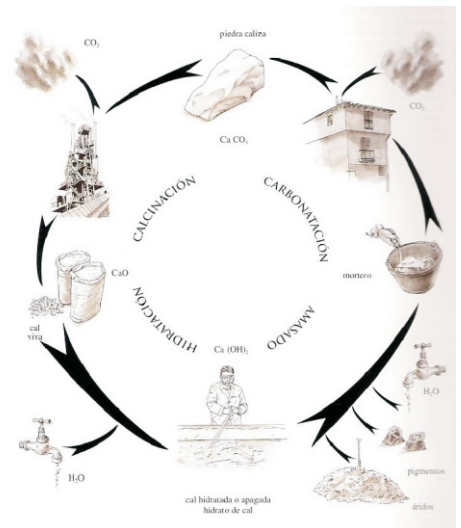 CO₂
piedra caliza
Ca CO₃
CO₂
CALCINACIÓN
CARBONATACIÓN
CaO
cal
viva
mortero
HIDRATACIÓN
AMASADO
Ca (OH)₂
H₂O
H₂O
pigmentos
áridos
cal hidratada o apagada
hidrato de cal